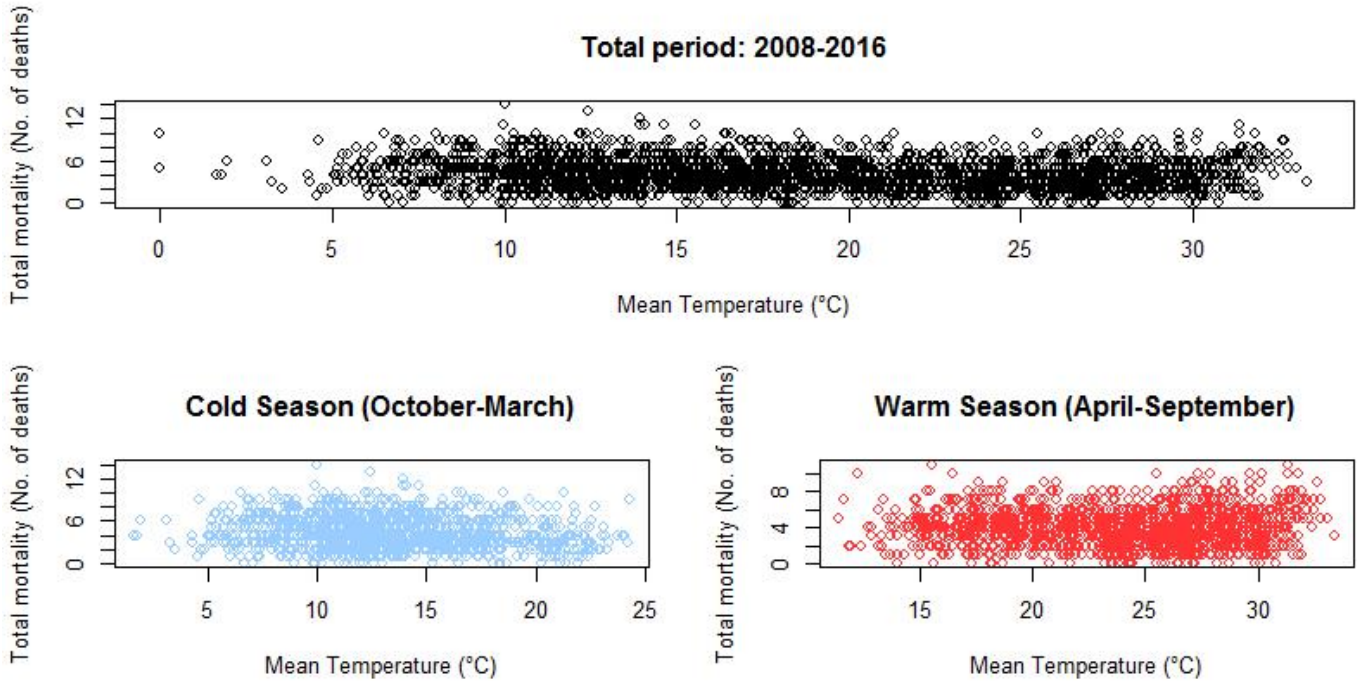 Total period: 2008-2016
Total mortality (No. of deaths)
12
6
0
0 5 10 15 20 25 30
Mean Temperature (°C)
Cold Season (October-March)
Total mortality (No. of deaths)
12
6
0
5 10 15 20 25
Mean Temperature (°C)
Warm Season (April-September)
Total mortality (No. of deaths)
8
4
0
15 20 25 30
Mean Temperature (°C)